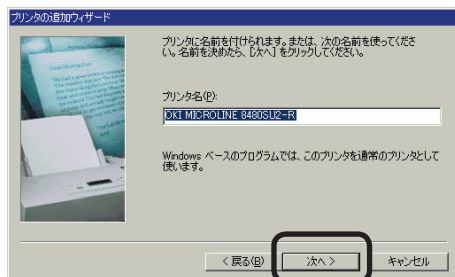 プリンタの追加ウィザード
プリンタに名前を付けられます。または、次の名前を使ってくださ
い。名前を決めたら、[次へ] をクリックしてください。
プリンタ名(P):
OKI MICROLINE 8480SU2-R
Windows ベースのプログラムでは、このプリンタを通常のプリンタとして
使います。
< 戻る(B)
次へ >
キャンセル